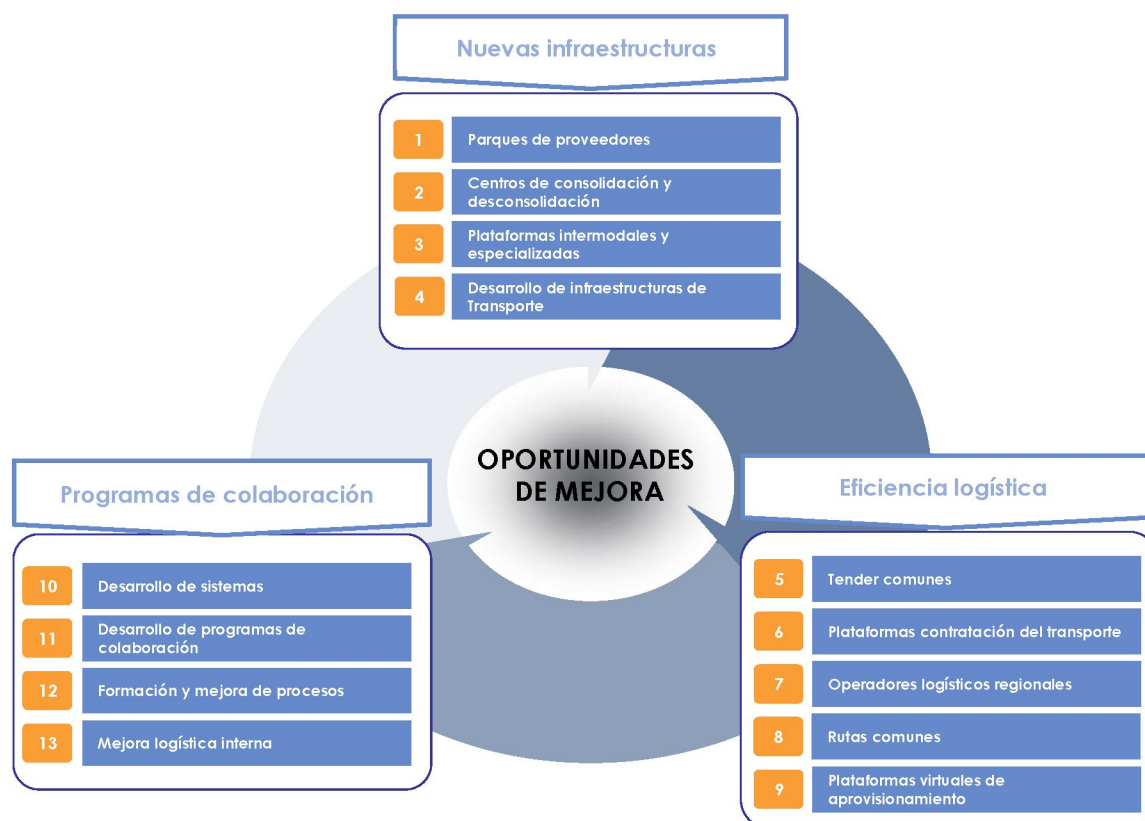 Nuevas infraestructuras
1
Parques de proveedores
2
Centros de consolidación y
desconsolidación
3
Plataformas intermodales y
especializadas
4
Desarrollo de infraestructuras de
Transporte
OPORTUNIDADES
DE MEJORA
Programas de colaboración
10
Desarrollo de sistemas
11
Desarrollo de programas de
colaboración
12
Formación y mejora de procesos
13
Mejora logística interna
Eficiencia logística
5
Tender comunes
6
Plataformas contratación del transporte
7
Operadores logísticos regionales
8
Rutas comunes
9
Plataformas virtuales de
aprovisionamiento